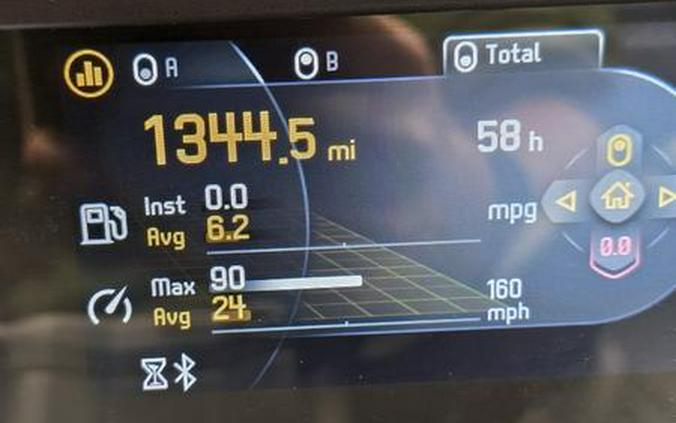 A B Total
1344.5 mi 58 h
Inst 0.0 mpg
Avg 6.2
0.0
Max 90 160
Avg 24 mph